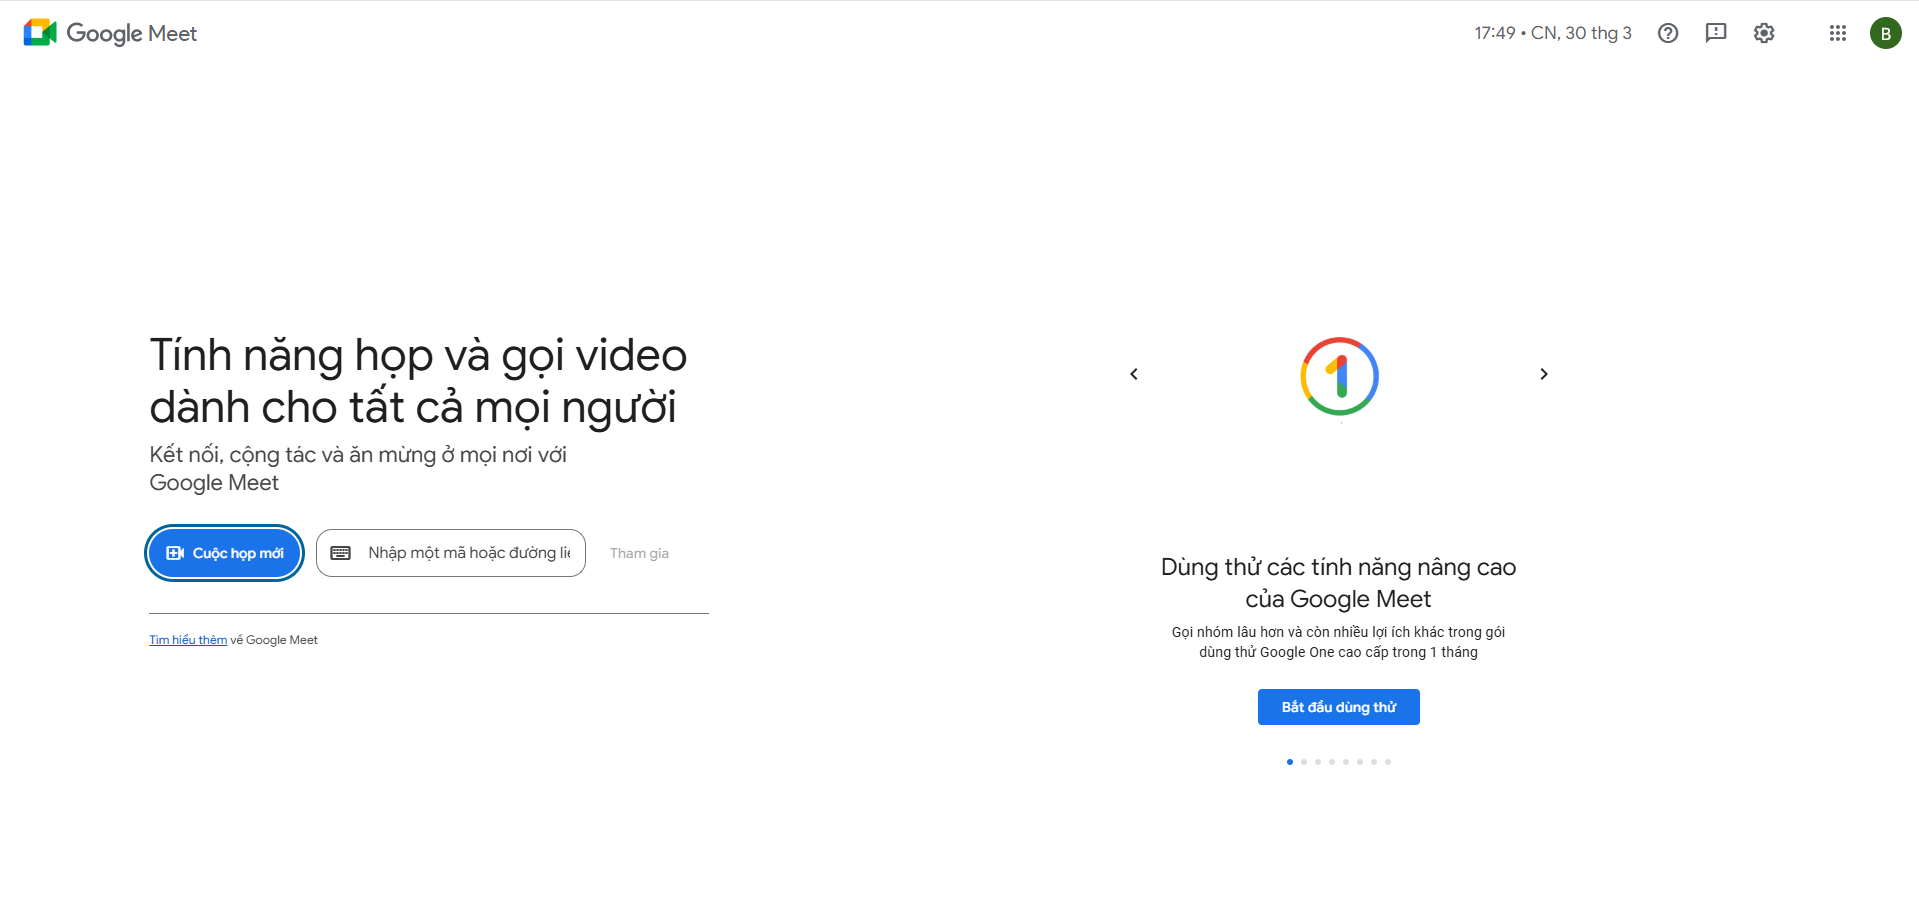 Google Meet
17:49 • CN, 30 thg 3
B
Tính năng họp và gọi video
dành cho tất cả mọi người
Kết nối, cộng tác và ăn mừng ở mọi nơi với
Google Meet
Cuộc họp mới
Nhập một mã hoặc đường
Tham gia
Tìm hiểu thêm về Google Meet
1
Dùng thử các tính năng nâng cao
của Google Meet
Gọi nhóm lâu hơn và còn nhiều lợi ích khác trong gói
dùng thử Google One cao cấp trong 1 tháng
Bắt đầu dùng thử